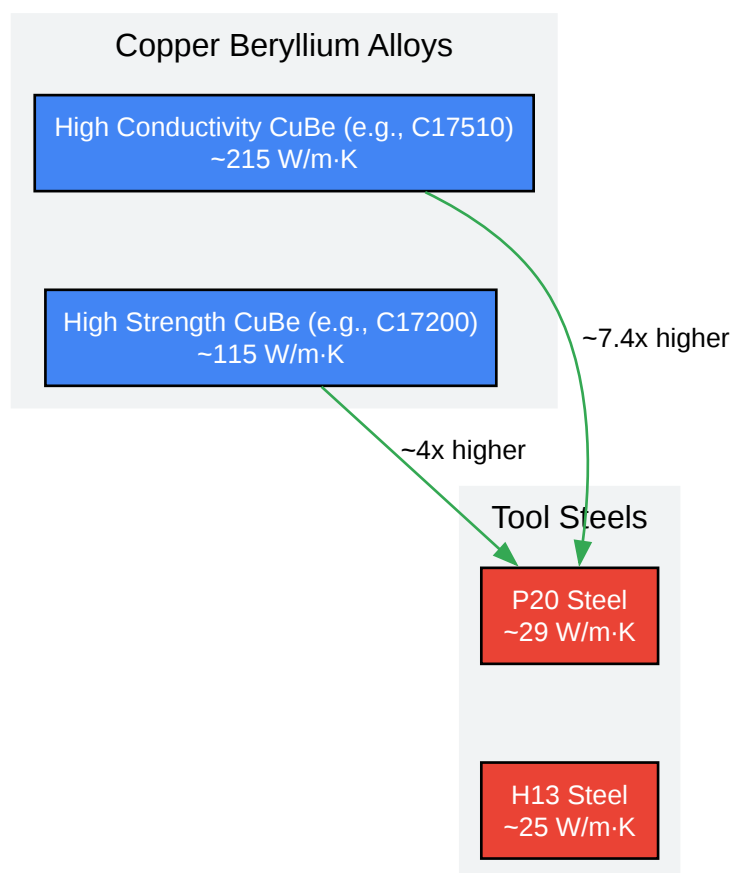 Copper Beryllium Alloys
High Conductivity CuBe (e.g., C17510)
~215 W/m·K
High Strength CuBe (e.g., C17200)
~115 W/m·K
~7.4x higher
~4x higher
Tool Steels
P20 Steel
~29 W/m·K
H13 Steel
~25 W/m·K